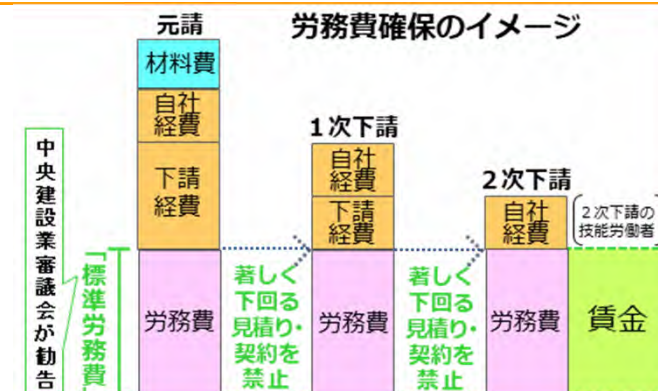 労務費確保のイメージ
元請
材料費
自社
経費
下請
経費
労務費
1次下請
自社
経費
下請
経費
労務費
2次下請
自社
経費
労務費
2次下請の
技能労働者
賃金
著しく
下回る
見積り・
契約を
禁止
著しく
下回る
見積り・
契約を
禁止
中央建設業審議会が勧告
「標準労務費